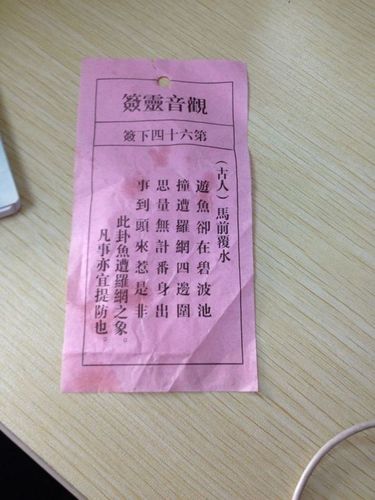 觀音靈簽
第六十四下簽
（古人）馬前覆水
遊魚卻在碧波池
撞遭羅網四邊圍
思量無計番身出
事到頭來惹是非
此卦魚遭羅網之象。
凡事亦宜提防也。